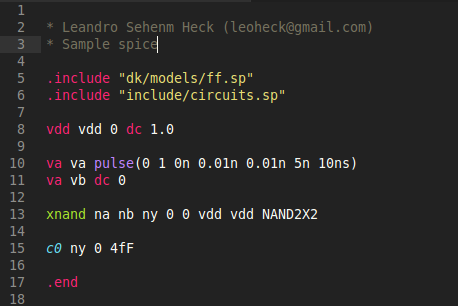 1
2 * Leandro Sehenm Heck (leoheck@gmail.com)
3 * Sample spice
4
5 .include "dk/models/ff.sp"
6 .include "include/circuits.sp"
7
8 vdd vdd 0 dc 1.0
9
10 va va pulse(0 1 0n 0.01n 0.01n 5n 10ns)
11 va vb dc 0
12
13 xnand na nb ny 0 0 vdd vdd NAND2X2
14
15 c0 ny 0 4fF
16
17 .end
18